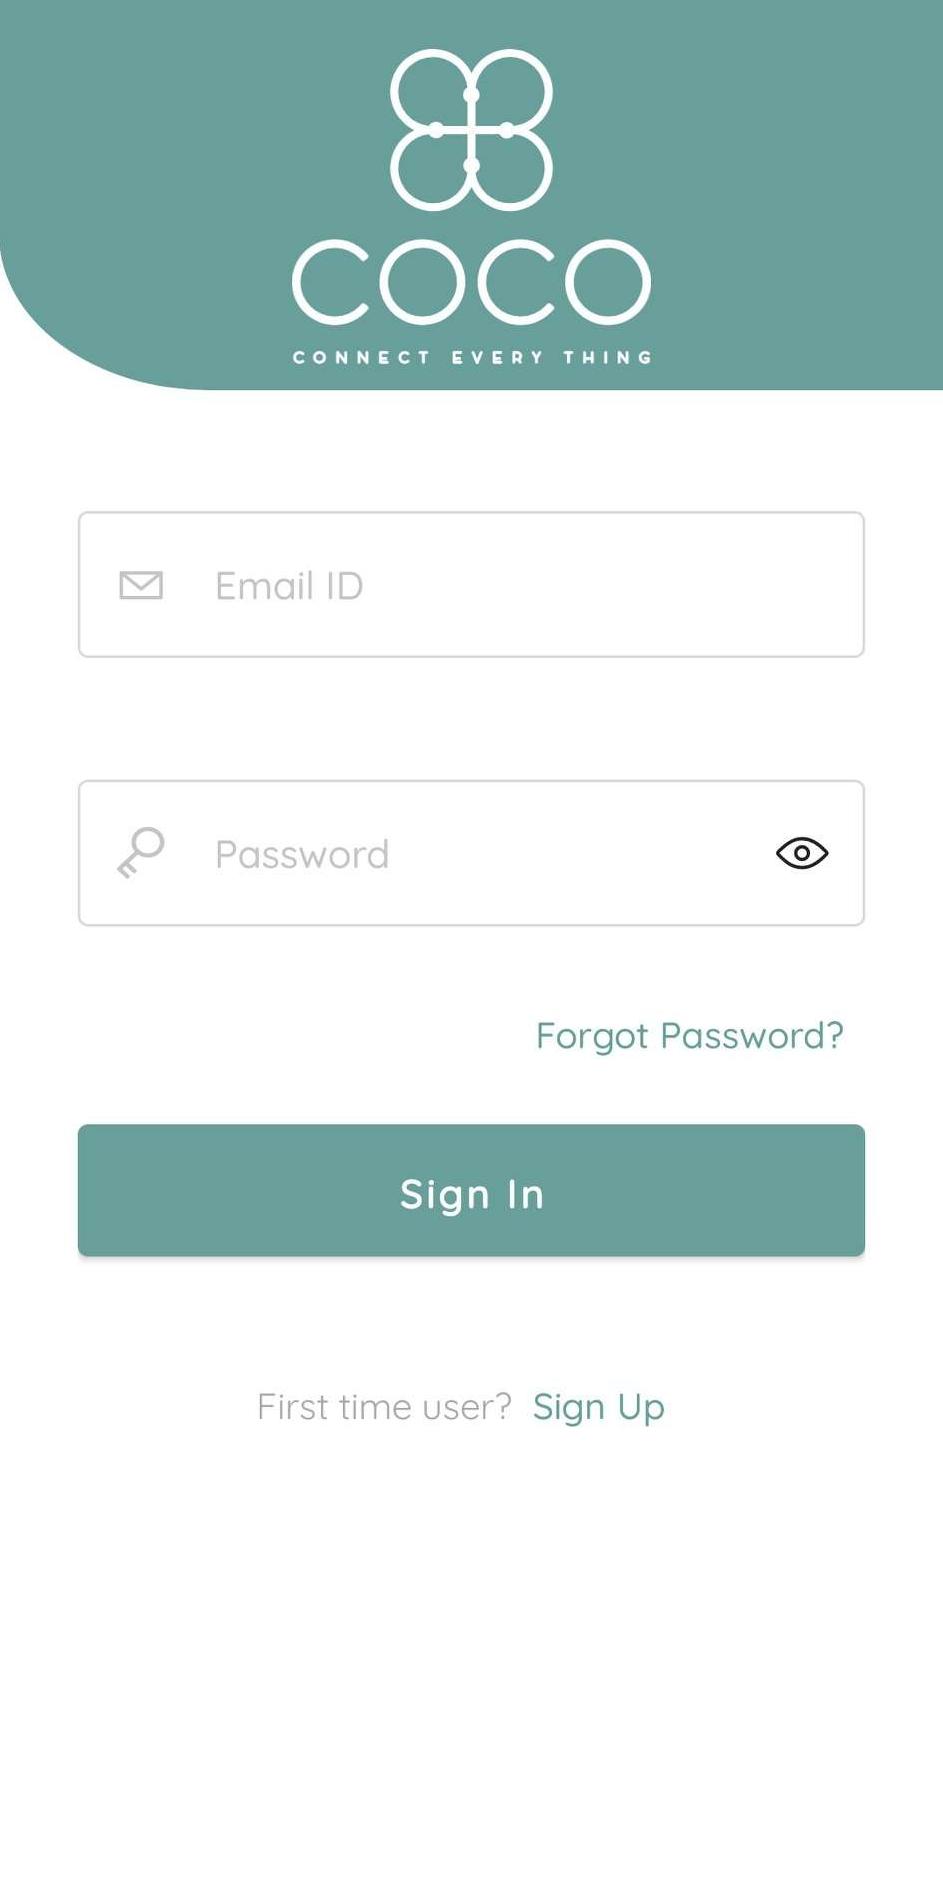 COCO
CONNECT EVERY THING
Email ID
Password
Forgot Password?
Sign In
First time user? Sign Up